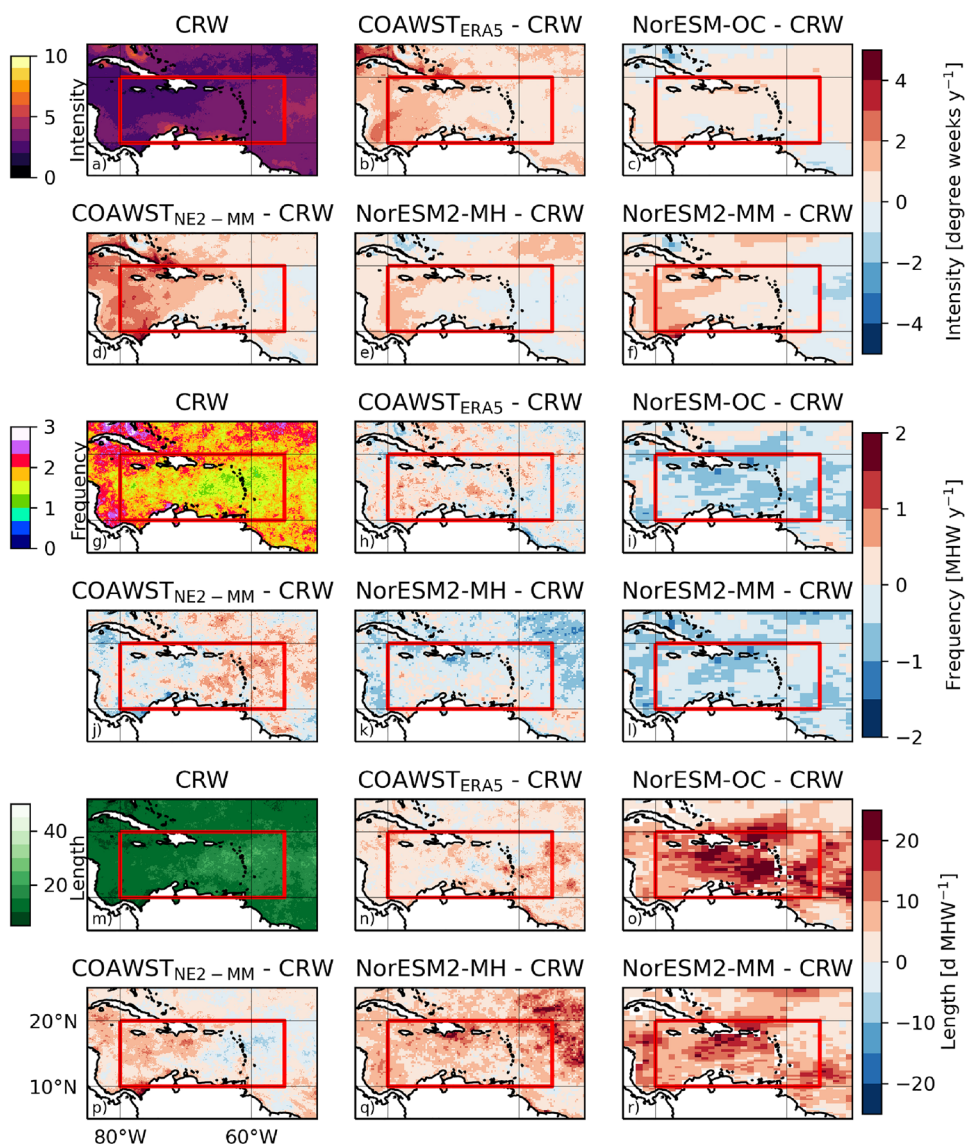 CRW COAWST_ERA5 - CRW NorESM-OC - CRW
10
5
0
Intensity
a) b) c)
4
2
0
−2
−4
Intensity [degree weeks y⁻¹]
COAWST_NE2−MM - CRW NorESM2-MH - CRW NorESM2-MM - CRW
d) e) f)
CRW COAWST_ERA5 - CRW NorESM-OC - CRW
3
2
1
0
Frequency
g) h) i)
2
1
0
−1
−2
Frequency [MHW y⁻¹]
COAWST_NE2−MM - CRW NorESM2-MH - CRW NorESM2-MM - CRW
j) k) l)
CRW COAWST_ERA5 - CRW NorESM-OC - CRW
40
20
Length
m) n) o)
20
10
0
−10
−20
Length [d MHW⁻¹]
COAWST_NE2−MM - CRW NorESM2-MH - CRW NorESM2-MM - CRW
20°N
10°N
p) q) r)
80°W 60°W